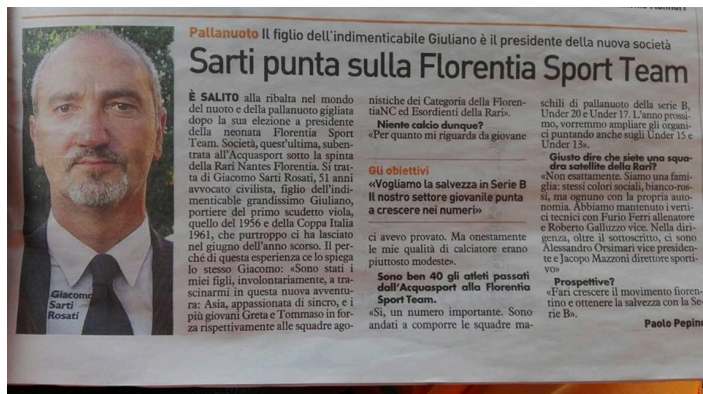 Pallanuoto Il figlio dell'indimenticabile Giuliano è il presidente della nuova società
Sarti punta sulla Florentia Sport Team
Giacomo
Sarti
Rosati
È SALITO alla ribalta nel mondo
del nuoto e della pallanuoto gigliata
dopo la sua elezione a presidente
della neonata Florentia Sport
Team. Società, quest'ultima, suben-
trata all'Acquasport sotto la spinta
della Rari Nantes Florentia. Si trat-
ta di Giacomo Sarti Rosati, 51 anni
avvocato civilista, figlio dell'indi-
menticabile grandissimo Giuliano,
portiere del primo scudetto viola,
quello del 1956 e della Coppa Italia
1961, che purtroppo ci ha lasciato
nel giugno dell'anno scorso. Il per-
ché di questa esperienza ce lo spiega
lo stesso Giacomo: «Sono stati i
miei figli, involontariamente, a tra-
scinarmi in questa nuova avventu-
ra: Asia, appassionata di sincro, e i
più giovani Greta e Tommaso in for-
za rispettivamente alle squadre ago-
nistiche dei Categoria della Floren-
tiaNC ed Esordienti della Rari».
Niente calcio dunque?
«Per quanto mi riguarda da giovane
Gli obiettivi
«Vogliamo la salvezza in Serie B
Il nostro settore giovanile punta
a crescere nei numeri»
ci avevo provato. Ma onestamente
le mie qualità di calciatore erano
piuttosto modeste».
Sono ben 40 gli atleti passati
dall'Acquasport alla Florentia
Sport Team.
«Sì, un numero importante. Sono
andati a comporre le squadre ma-
schili di pallanuoto della serie B,
Under 20 e Under 17. L'anno prossi-
mo, vorremmo ampliare gli organi-
ci puntando anche sugli Under 15 e
Under 13».
Giusto dire che siete una squa-
dra satellite della Rari?
«Non esattamente. Siamo una fami-
glia: stessi colori sociali, bianco-ros-
si, ma ognuno con la propria auto-
nomia. Abbiamo mantenuto i verti-
ci tecnici con Furio Ferri allenatore
e Roberto Galluzzo vice. Nella diri-
genza, oltre il sottoscritto, ci sono
Alessandro Orsimari vice presiden-
te e Jacopo Mazzoni direttore sporti-
vo»
Prospettive?
«Fari crescere il movimento fioren-
tino e ottenere la salvezza con la Se-
rie B».
Paolo Pepino